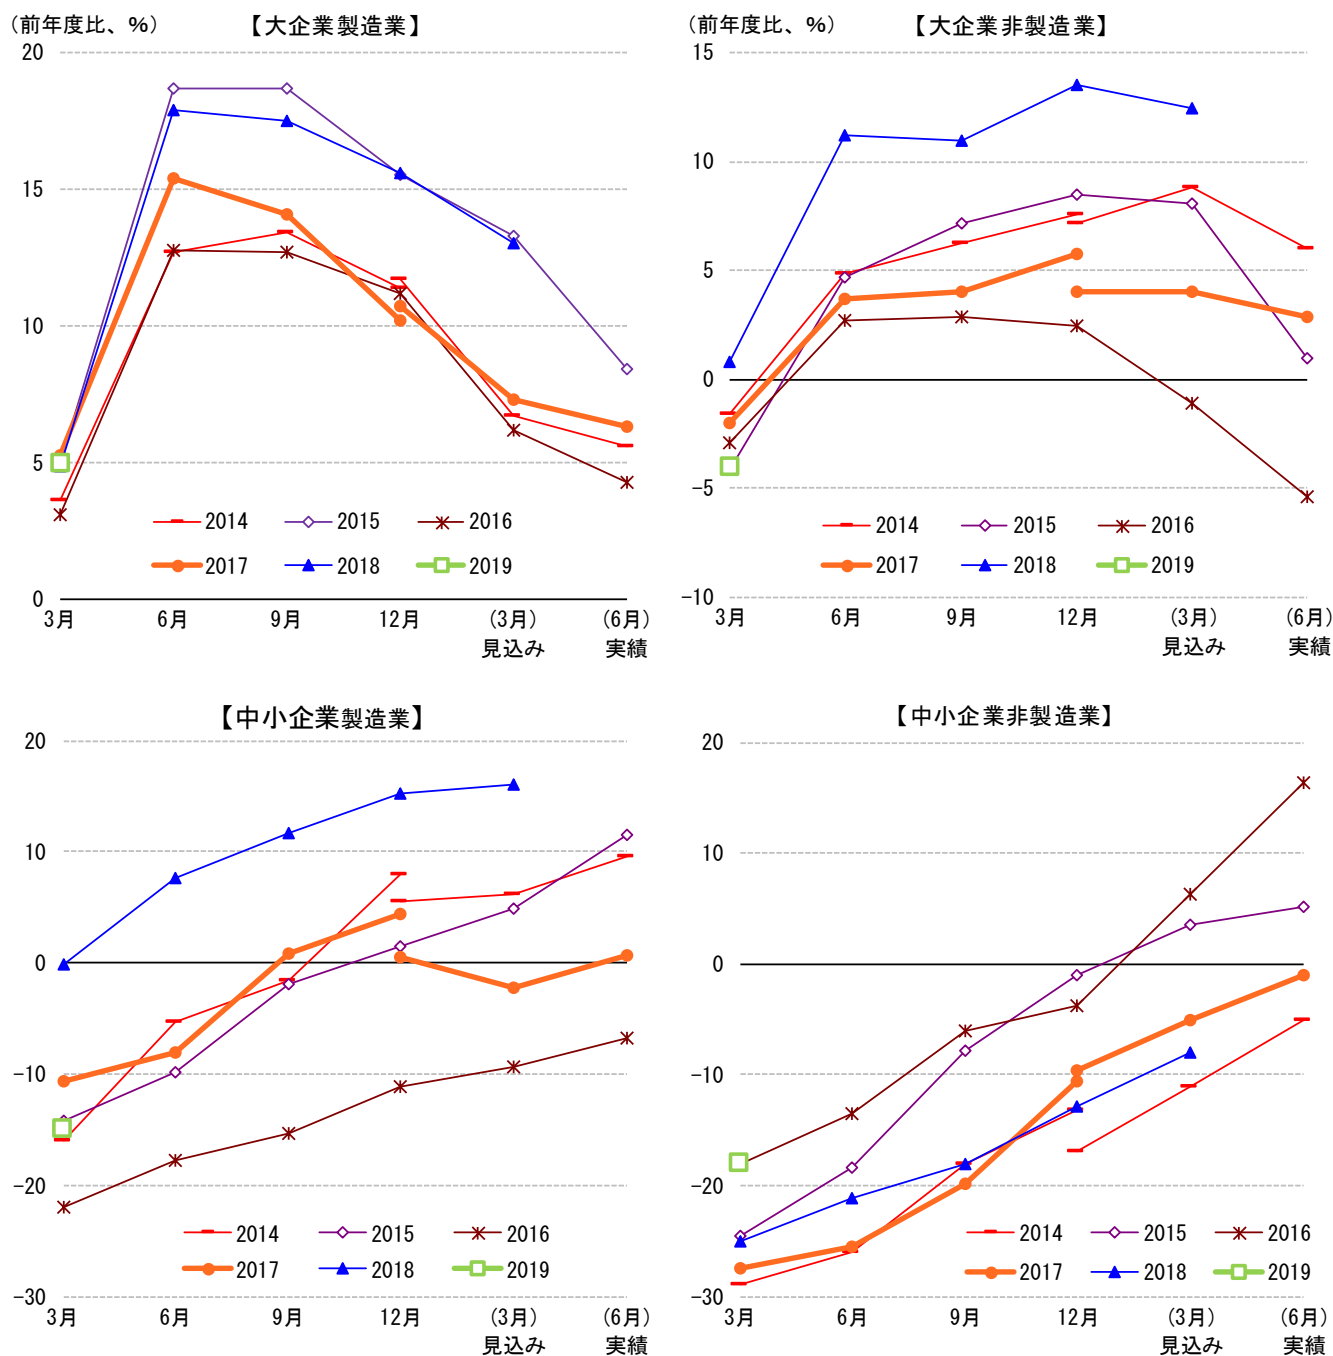 (前年度比、%) 【大企業製造業】
20
15
10
5
0
2014 2015 2016
2017 2018 2019
3月 6月 9月 12月 (3月) (6月)
見込み 実績
(前年度比、%) 【大企業非製造業】
15
10
5
0
-5
-10
2014 2015 2016
2017 2018 2019
3月 6月 9月 12月 (3月) (6月)
見込み 実績
【中小企業製造業】
20
10
0
-10
-20
-30
2014 2015 2016
2017 2018 2019
3月 6月 9月 12月 (3月) (6月)
見込み 実績
【中小企業非製造業】
20
10
0
-10
-20
-30
2014 2015 2016
2017 2018 2019
3月 6月 9月 12月 (3月) (6月)
見込み 実績